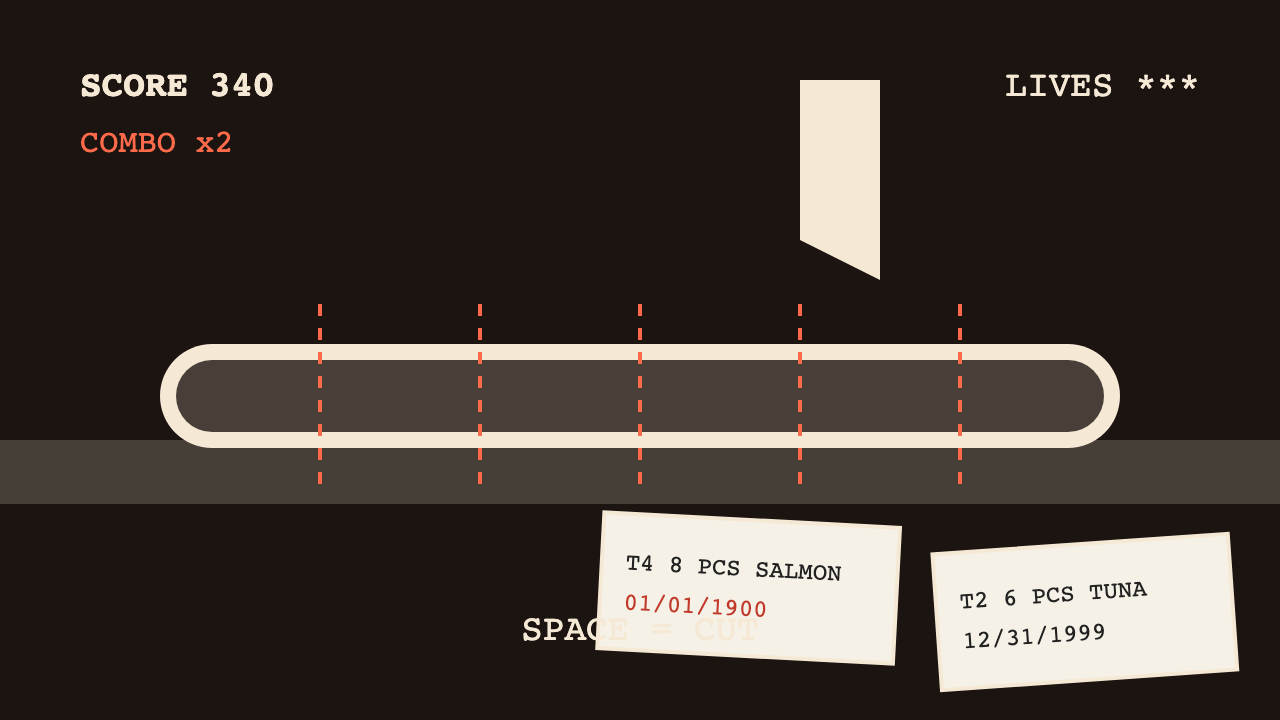 SCORE 340
COMBO x2
LIVES ***
T4 8 PCS SALMON
01/01/1900
T2 6 PCS TUNA
12/31/1999
SPACE = CUT